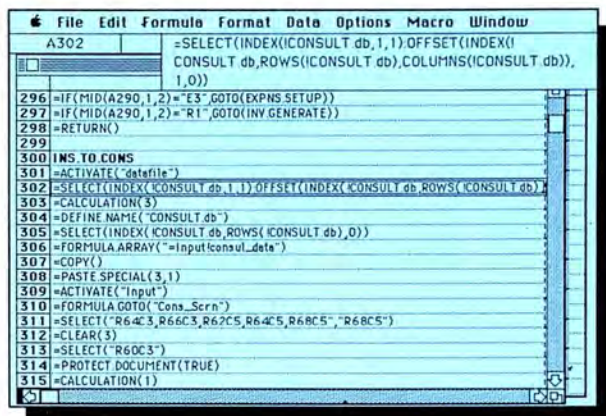 File Edit Formula Format Data Options Macro Window
A302
=SELECT(INDEX(!CONSULT.db,1,1):OFFSET(INDEX(!
CONSULT.db,ROWS(!CONSULT.db),COLUMNS(!CONSULT.db)),
1,0))
296 =IF(MID(A290,1,2)="E3",GOTO(EXPNS.SETUP))
297 =IF(MID(A290,1,2)="R1",GOTO(INV.GENERATE))
298 =RETURN()
299
300 INS.TO.CONS
301 =ACTIVATE("datafile")
302 =SELECT(INDEX(!CONSULT.db,1,1):OFFSET(INDEX(!CONSULT.db,ROWS(!CONSULT.db)
303 =CALCULATION(3)
304 =DEFINE.NAME("CONSULT.db")
305 =SELECT(INDEX(!CONSULT.db,ROWS(!CONSULT.db),0))
306 =FORMULA.ARRAY("=Input!consul_data")
307 =COPY()
308 =PASTE.SPECIAL(3,1)
309 =ACTIVATE("Input")
310 =FORMULA.GOTO("Cons_Scrn")
311 =SELECT("R64C3,R66C3,R62C5,R64C5,R68C5","R68C5")
312 =CLEAR(3)
313 =SELECT("R60C3")
314 =PROTECT.DOCUMENT(TRUE)
315 =CALCULATION(1)